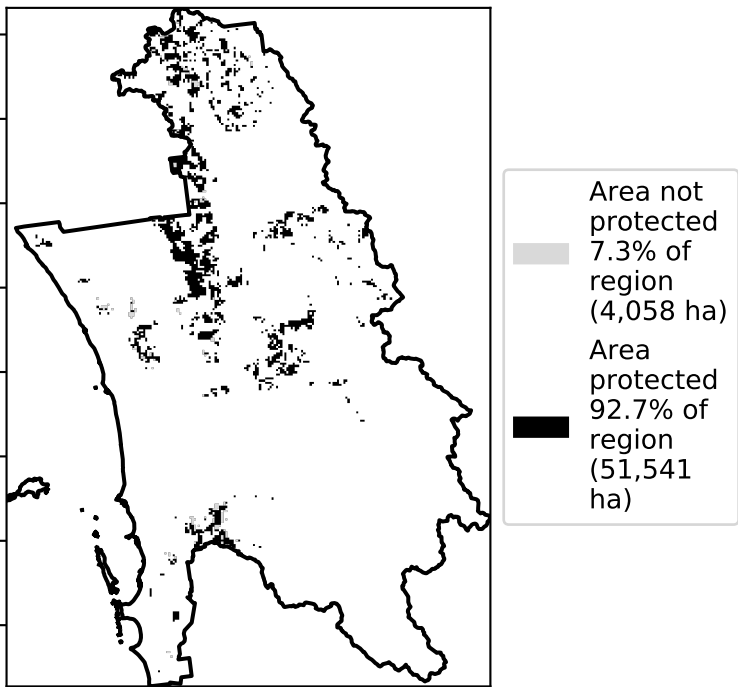 Area not
protected
7.3% of
region
(4,058 ha)
Area
protected
92.7% of
region
(51,541
ha)